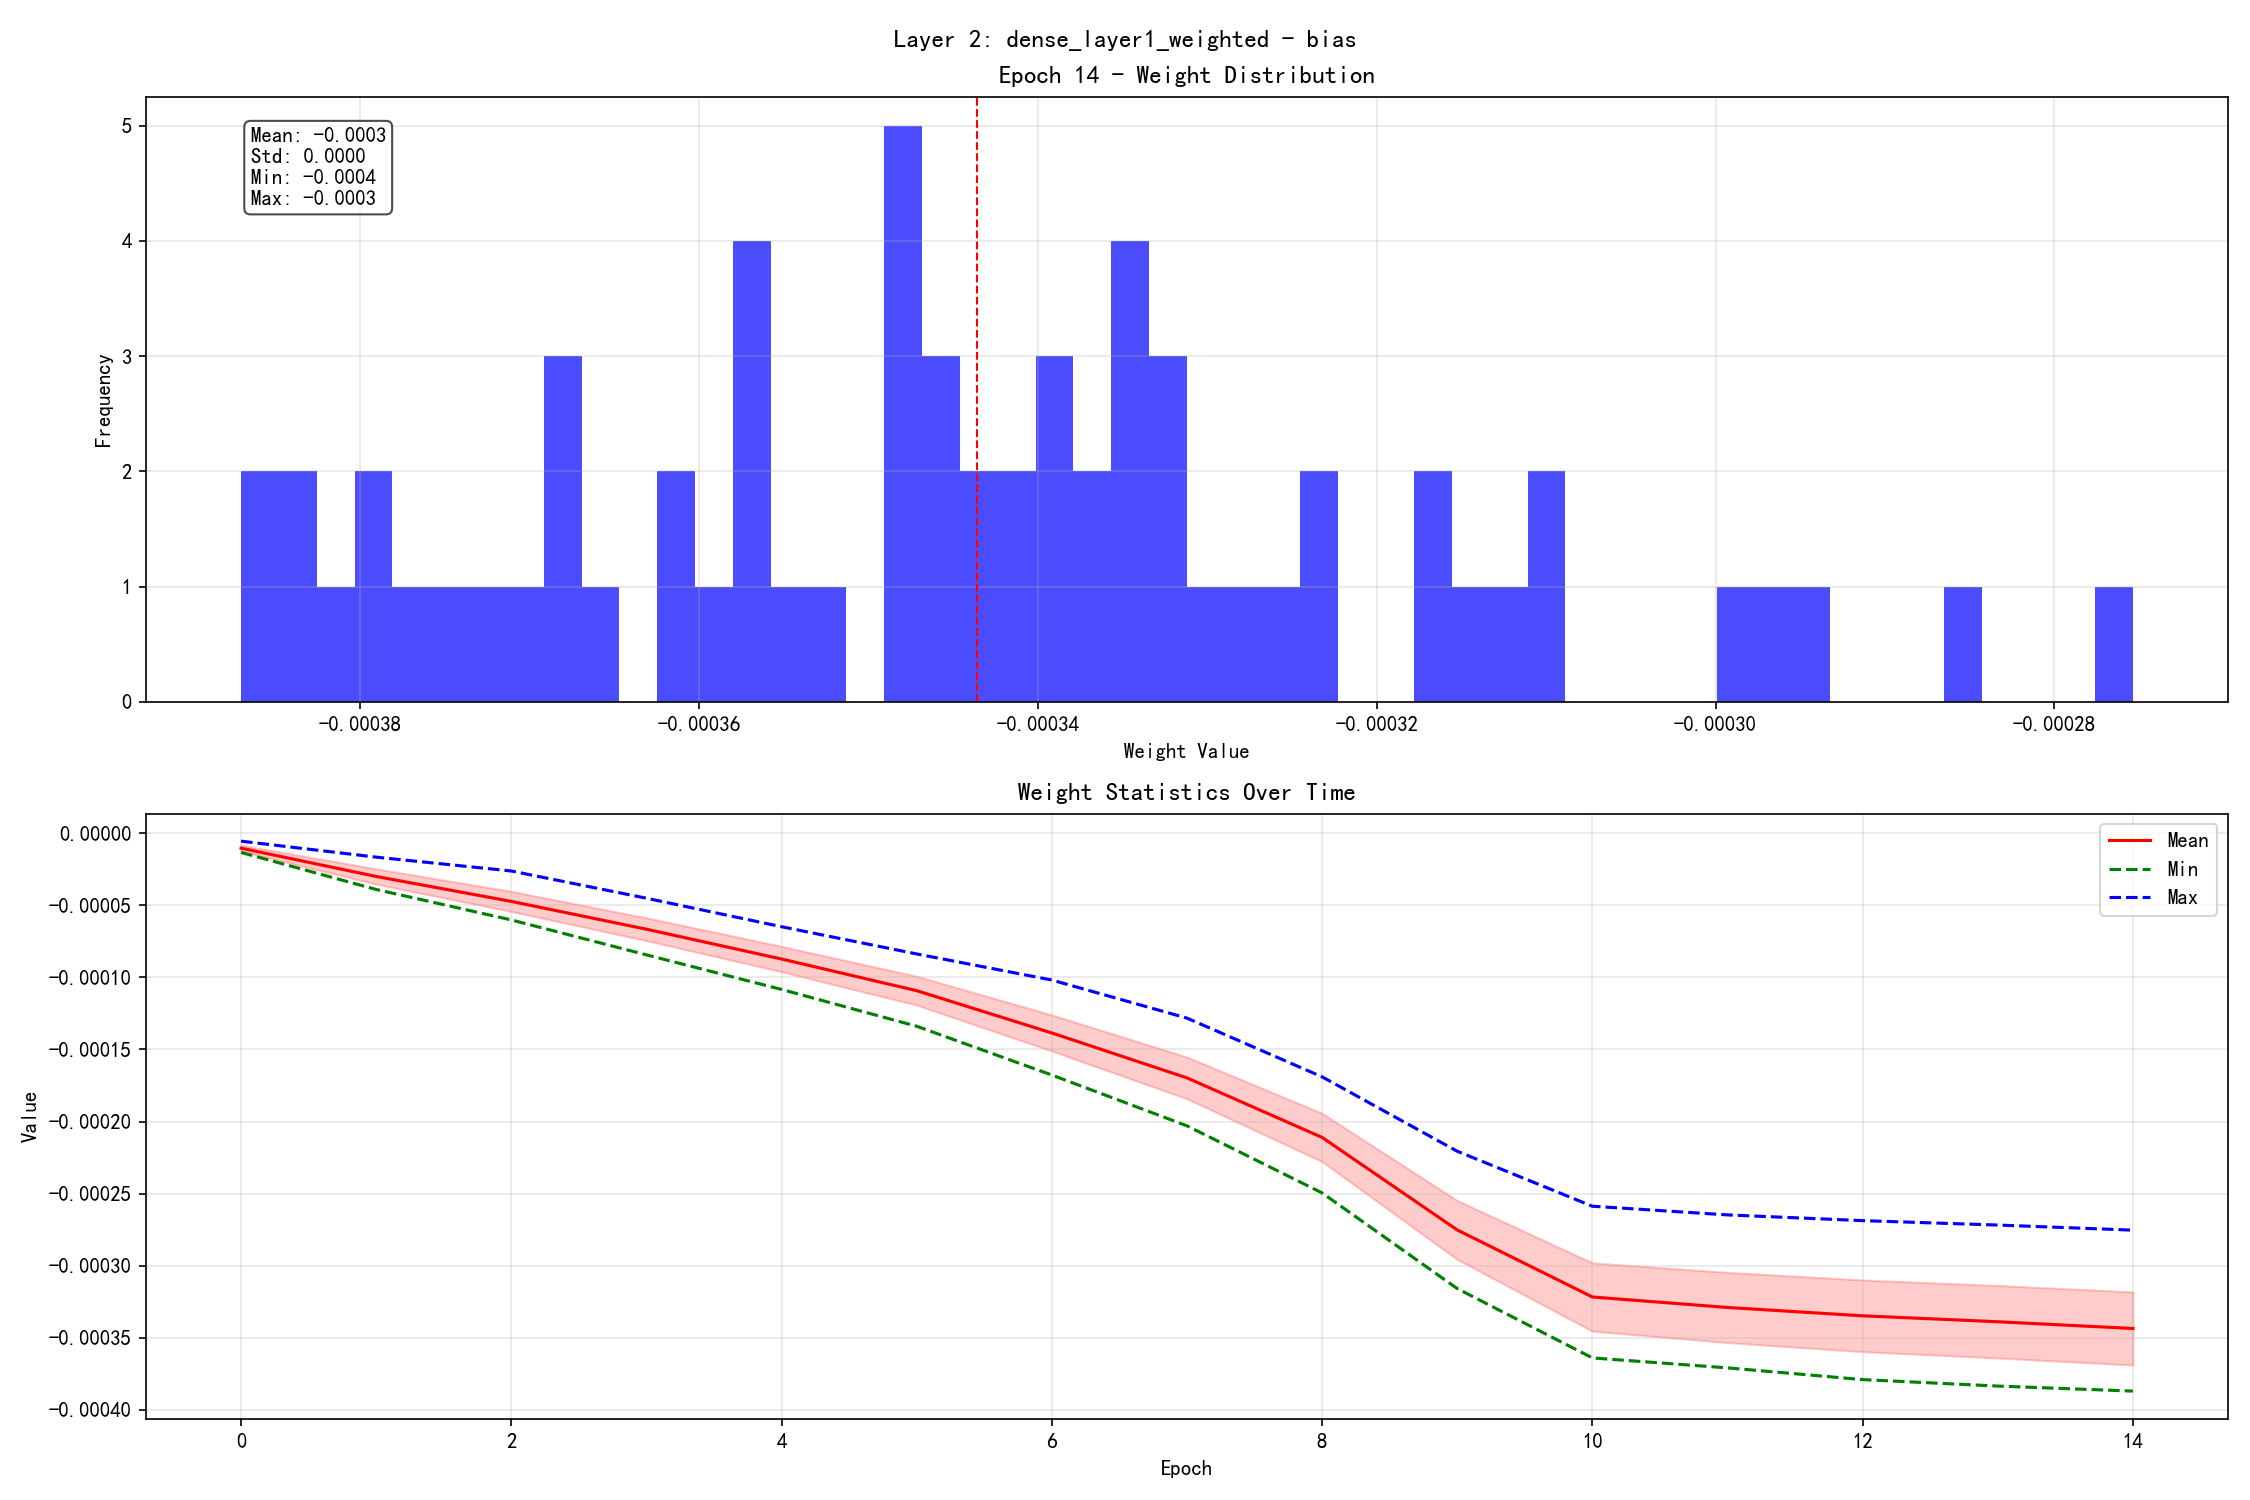 Layer 2: dense_layer1_weighted - bias
Epoch 14 - Weight Distribution
Mean: -0.0003
Std: 0.0000
Min: -0.0004
Max: -0.0003
Frequency
5
4
3
2
1
0
-0.00038 -0.00036 -0.00034 -0.00032 -0.00030 -0.00028
Weight Value
Weight Statistics Over Time
Mean
Min
Max
Value
0.00000
-0.00005
-0.00010
-0.00015
-0.00020
-0.00025
-0.00030
-0.00035
-0.00040
0 2 4 6 8 10 12 14
Epoch